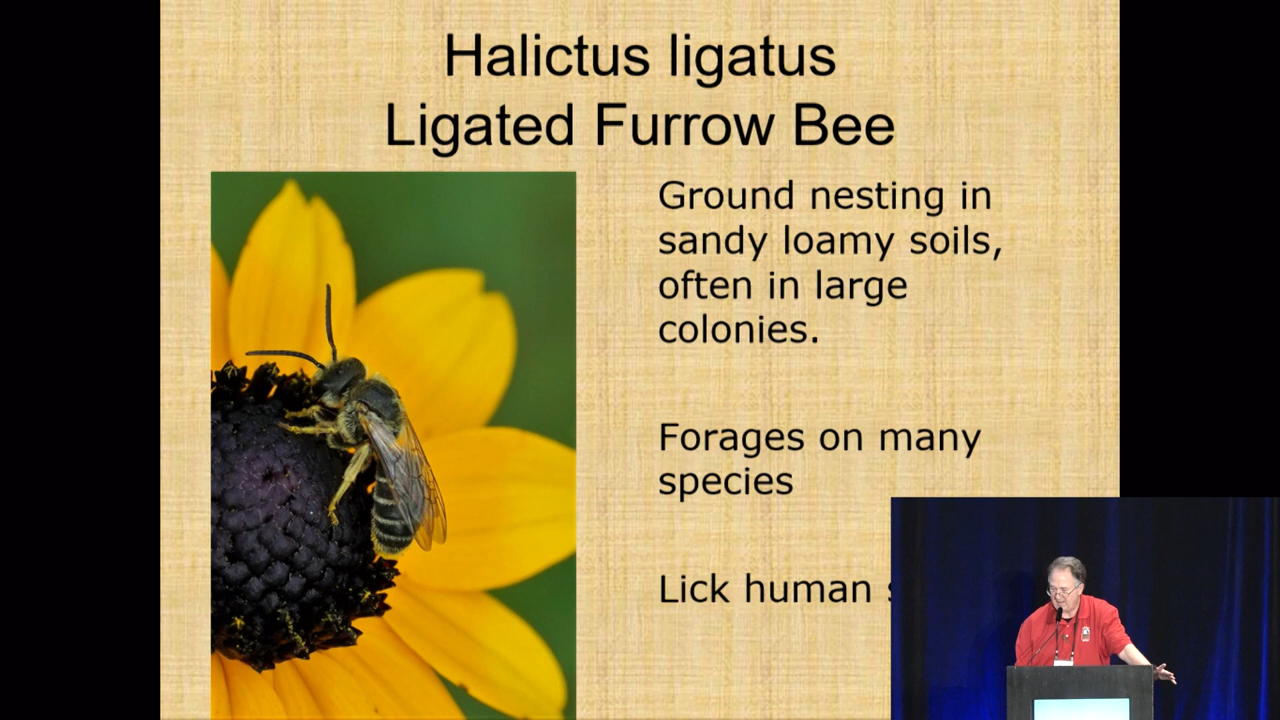 Halictus ligatus
Ligated Furrow Bee
Ground nesting in
sandy loamy soils,
often in large
colonies.
Forages on many
species
Lick human